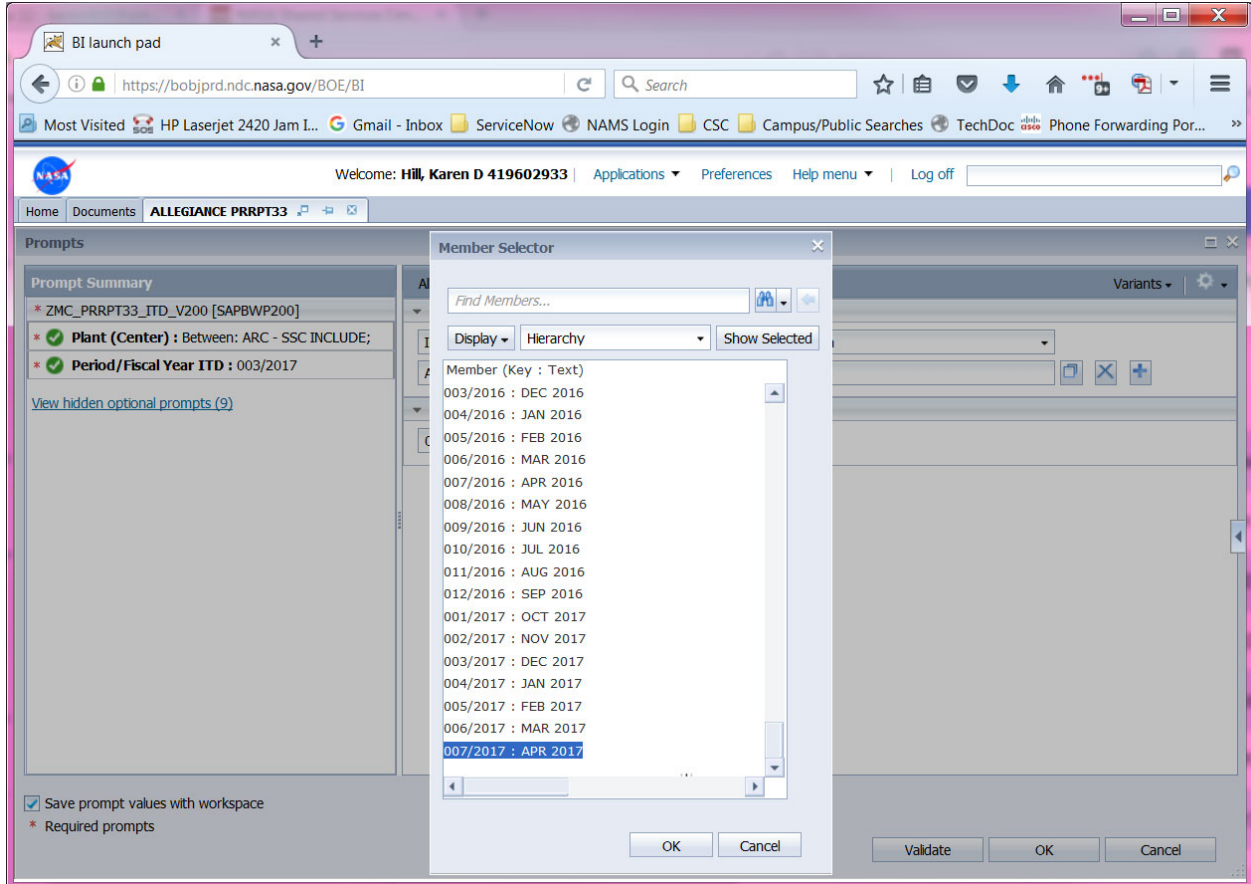 BI launch pad
https://bobjprd.ndc.nasa.gov/BOE/BI
Search
9+
Most Visited HP Laserjet 2420 Jam I... Gmail - Inbox ServiceNow NAMS Login CSC Campus/Public Searches TechDoc Phone Forwarding Por... »
NASA
Welcome: Hill, Karen D 419602933 | Applications Preferences Help menu | Log off
Home Documents ALLEGIANCE PRRPT33
Prompts
Member Selector
Prompt Summary
Variants
* ZMC_PRRPT33_ITD_V200 [SAPBWP200]
* Plant (Center) : Between: ARC - SSC INCLUDE;
* Period/Fiscal Year ITD : 003/2017
View hidden optional prompts (9)
Find Members...
Display Hierarchy Show Selected
Member (Key : Text)
003/2016 : DEC 2016
004/2016 : JAN 2016
005/2016 : FEB 2016
006/2016 : MAR 2016
007/2016 : APR 2016
008/2016 : MAY 2016
009/2016 : JUN 2016
010/2016 : JUL 2016
011/2016 : AUG 2016
012/2016 : SEP 2016
001/2017 : OCT 2017
002/2017 : NOV 2017
003/2017 : DEC 2017
004/2017 : JAN 2017
005/2017 : FEB 2017
006/2017 : MAR 2017
007/2017 : APR 2017
Save prompt values with workspace
* Required prompts
OK Cancel
Validate OK Cancel